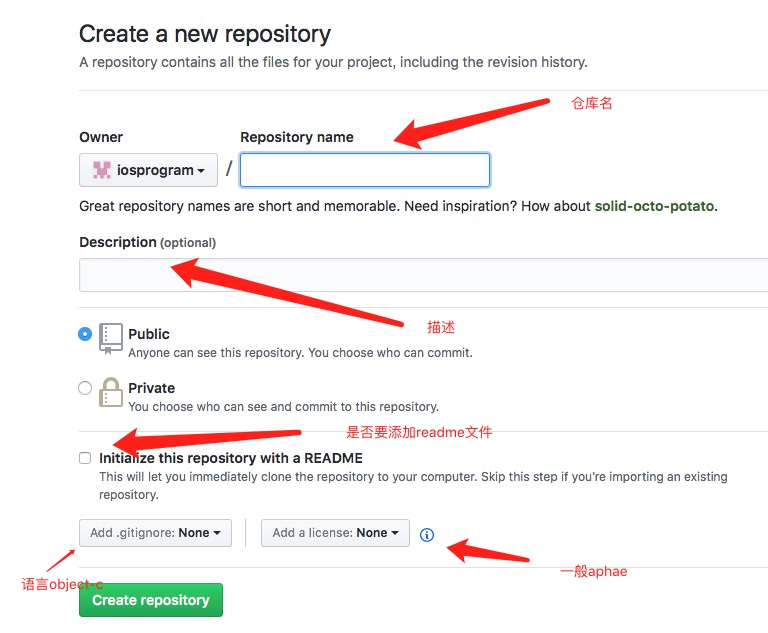 Create a new repository
A repository contains all the files for your project, including the revision history.
仓库名
Owner
Repository name
iosprogram
/
Great repository names are short and memorable. Need inspiration? How about solid-octo-potato.
Description (optional)
描述
Public
Anyone can see this repository. You choose who can commit.
Private
You choose who can see and commit to this repository.
是否要添加readme文件
Initialize this repository with a README
This will let you immediately clone the repository to your computer. Skip this step if you're importing an existing
repository.
Add .gitignore: None
Add a license: None
语言object-c
一般aphae
Create repository